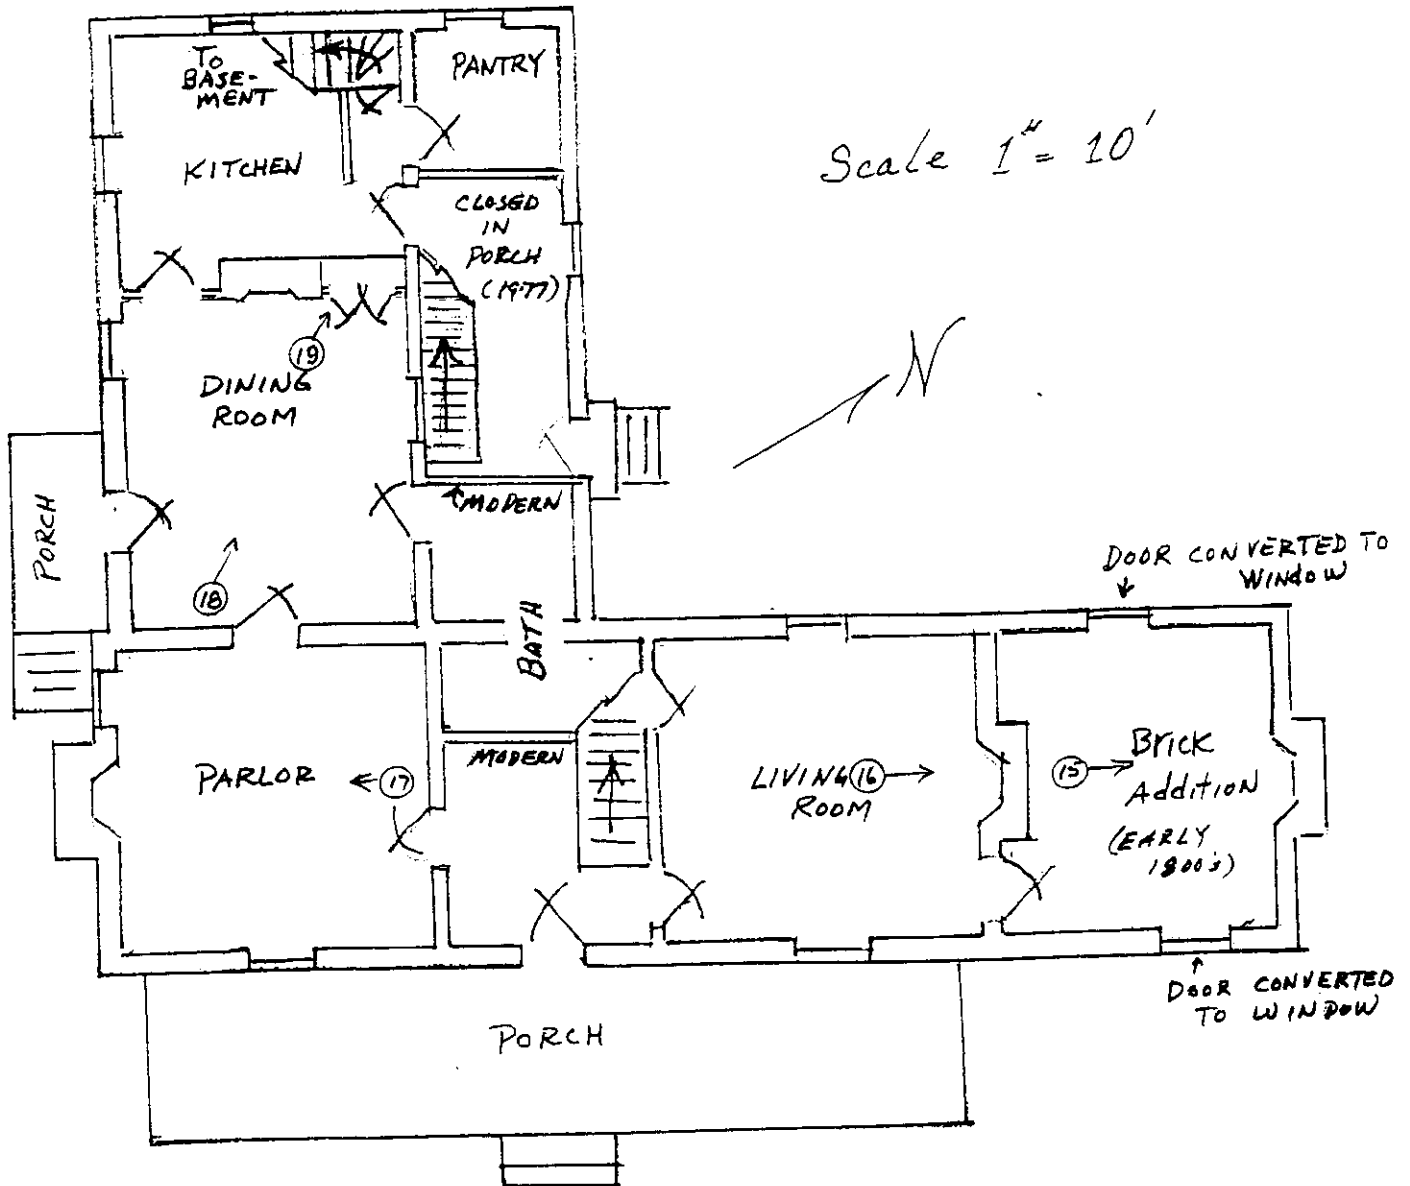 TO
BASE-
MENT
PANTRY
Scale 1" = 10'
KITCHEN
CLOSED
IN
PORCH
(1977)
N
19
DINING
ROOM
PORCH
MODERN
18
DOOR CONVERTED TO
WINDOW
BATH
PARLOR
17
MODERN
LIVING
ROOM
16
15
Brick
Addition
(EARLY
1800's)
DOOR CONVERTED
TO WINDOW
PORCH